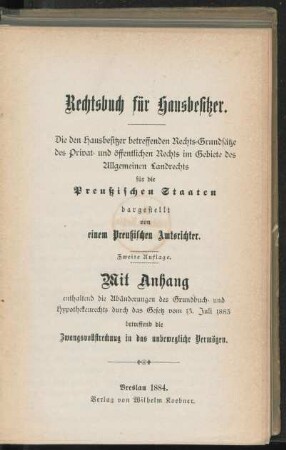 Rechtsbuch für Hausbesitzer.
Die den Hausbesitzer betreffenden Rechts-Grundsätze
des Privat- und öffentlichen Rechts im Gebiete des
Allgemeinen Landrechts
für die
Preußischen Staaten
dargestellt
von
einem Preußischen Amtsrichter.
Zweite Auflage.
Mit Anhang
enthaltend die Abänderungen des Grundbuch- und
Hypothekenrechts durch das Gesetz vom 13. Juli 1883
betreffend die
Zwangsvollstreckung in das unbewegliche Vermögen.
Breslau 1884.
Verlag von Wilhelm Koebner.